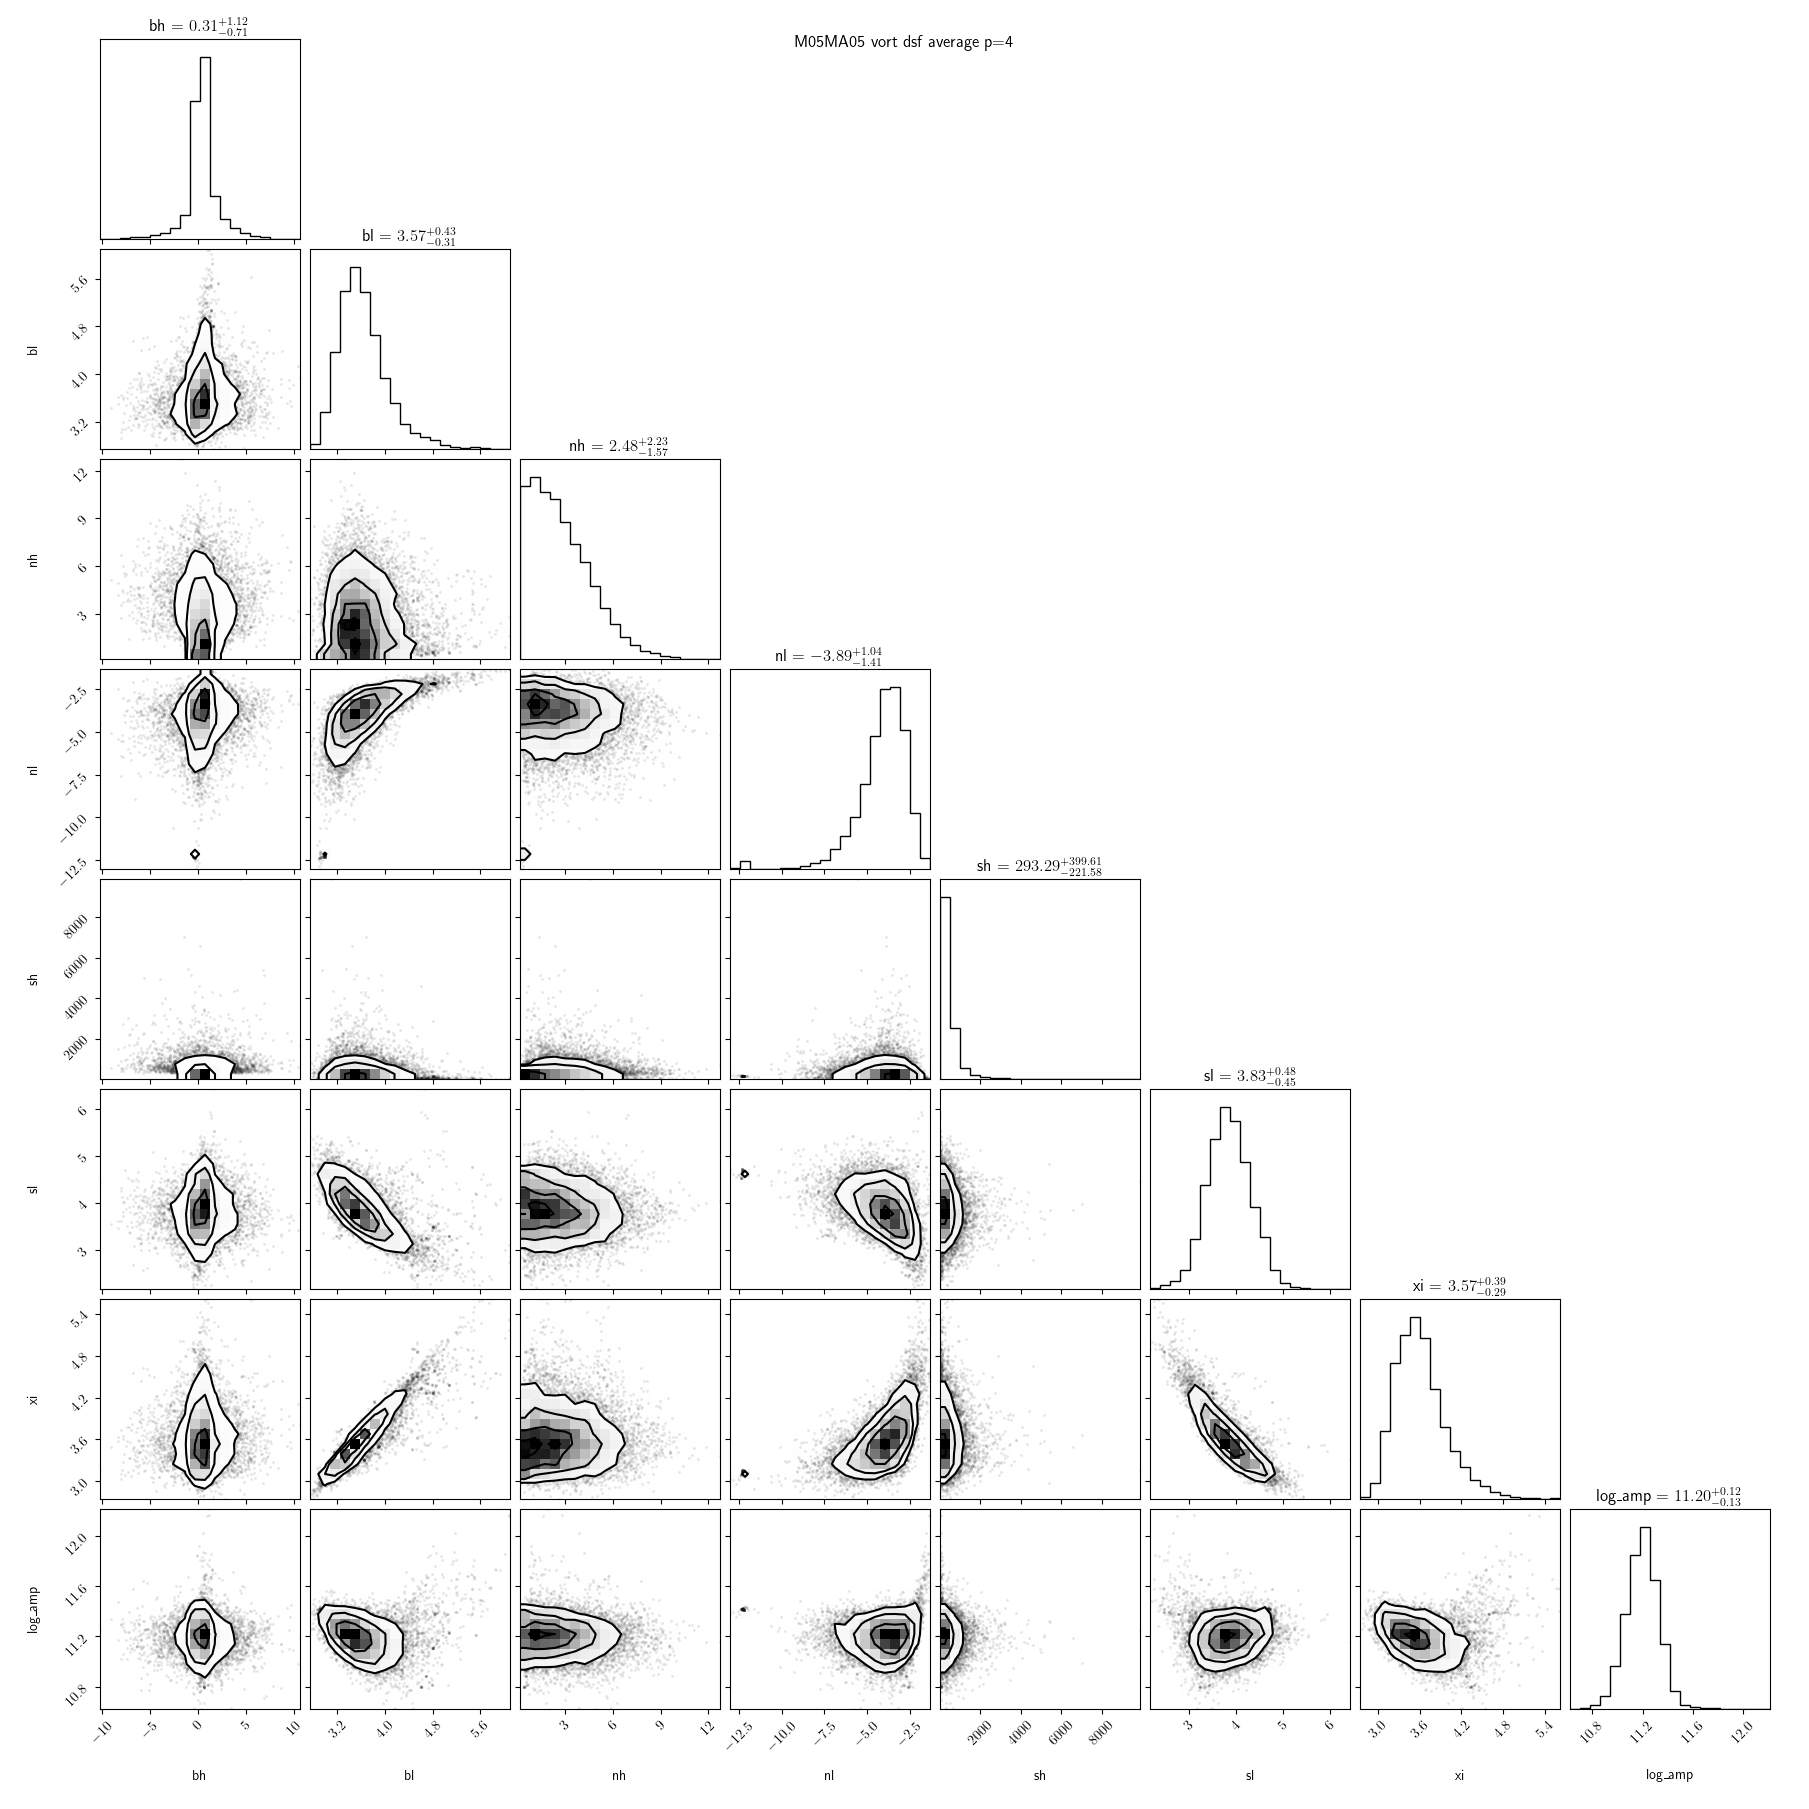 bh = 0.31^{+1.12}_{-0.71}
M05MA05 vort dsf average p=4
bl = 3.57^{+0.43}_{-0.31}
5.6
4.8
4.0
3.2
bl
nh = 2.48^{+2.23}_{-1.57}
12
9
6
3
nh
nl = −3.89^{+1.04}_{-1.41}
−2.5
−5.0
−7.5
−10.0
−12.5
nl
sh = 293.29^{+399.61}_{-221.58}
8000
6000
4000
2000
sh
sl = 3.83^{+0.48}_{-0.45}
6
5
4
3
sl
xi = 3.57^{+0.39}_{-0.29}
5.4
4.8
4.2
3.6
3.0
xi
log_amp = 11.20^{+0.12}_{-0.13}
12.0
11.6
11.2
10.8
log_amp
−10 −5 0 5 10 3.2 4.0 4.8 5.6 3 6 9 12 −12.5 −10.0 −7.5 −5.0 −2.5 2000 4000 6000 8000 3 4 5 6 3.0 3.6 4.2 4.8 5.4 10.8 11.2 11.6 12.0
bh bl nh nl sh sl xi log_amp